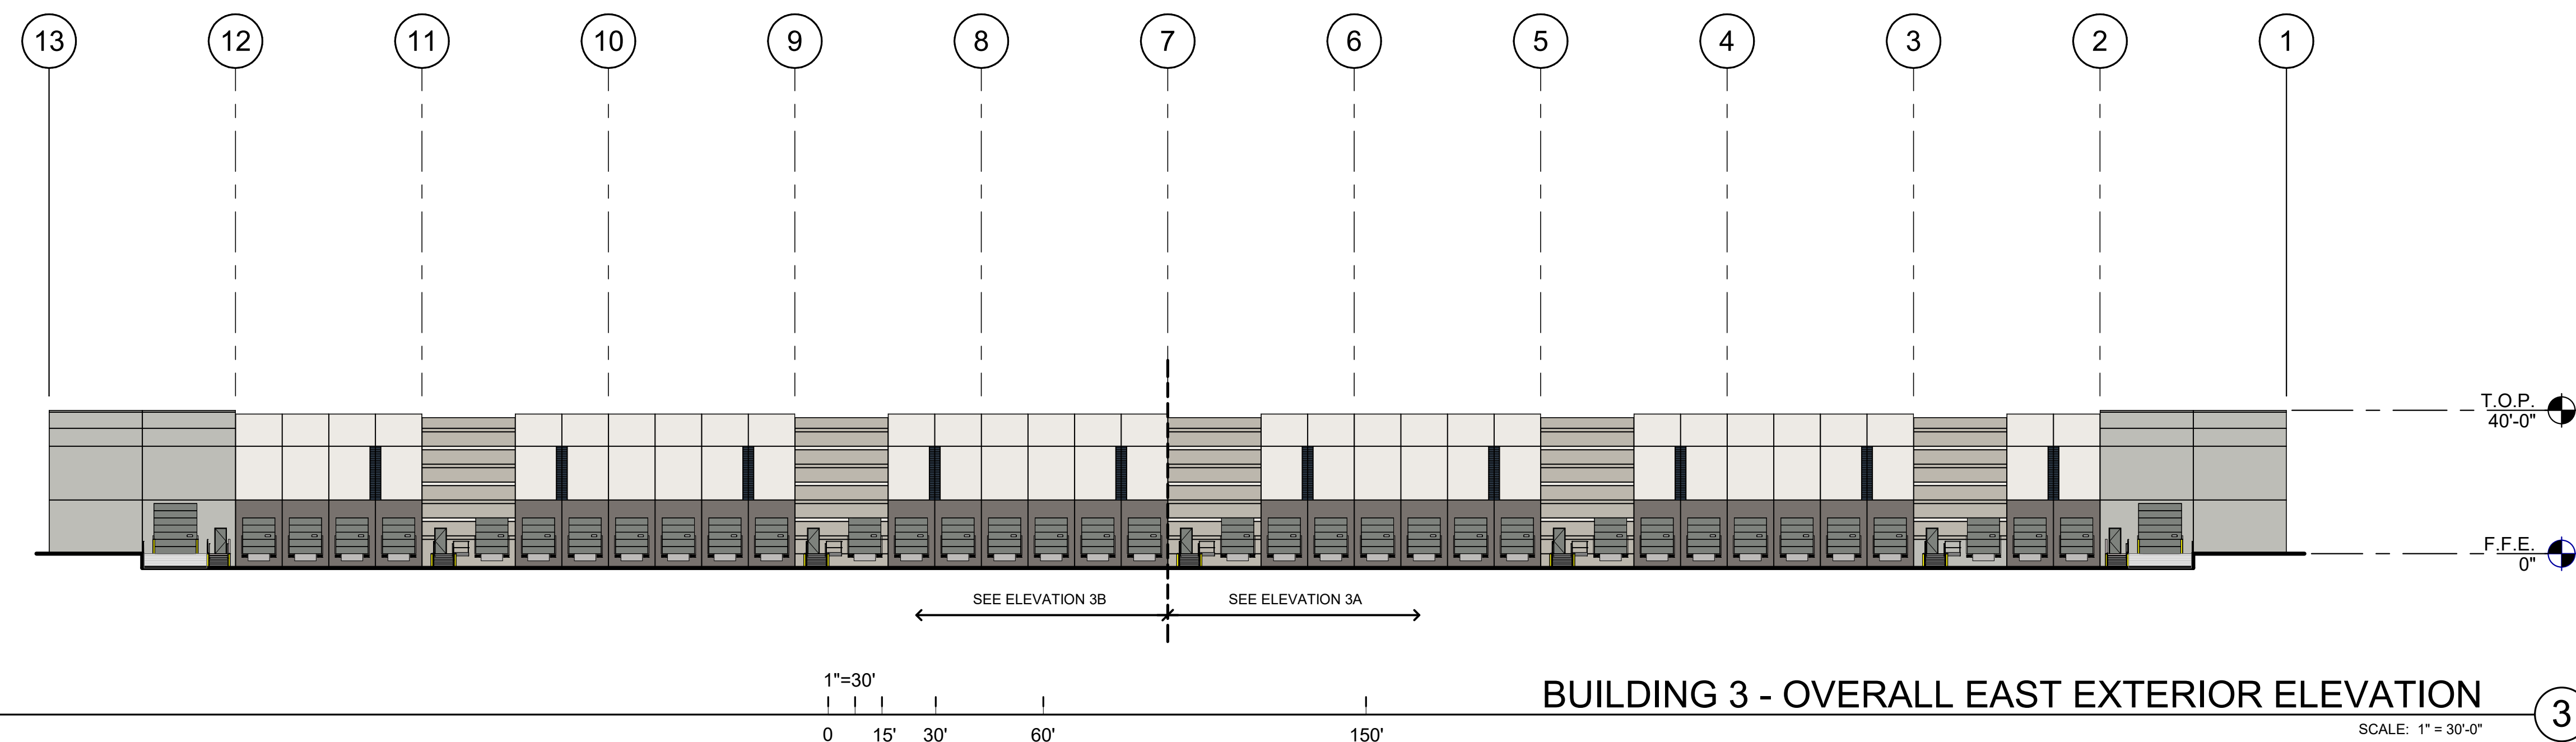 13 12 11 10 9 8 7 6 5 4 3 2 1
T.O.P.
40'-0"
F.F.E.
0"
SEE ELEVATION 3B SEE ELEVATION 3A
1"=30'
0 15' 30' 60' 150'
BUILDING 3 - OVERALL EAST EXTERIOR ELEVATION
3
SCALE: 1" = 30'-0"